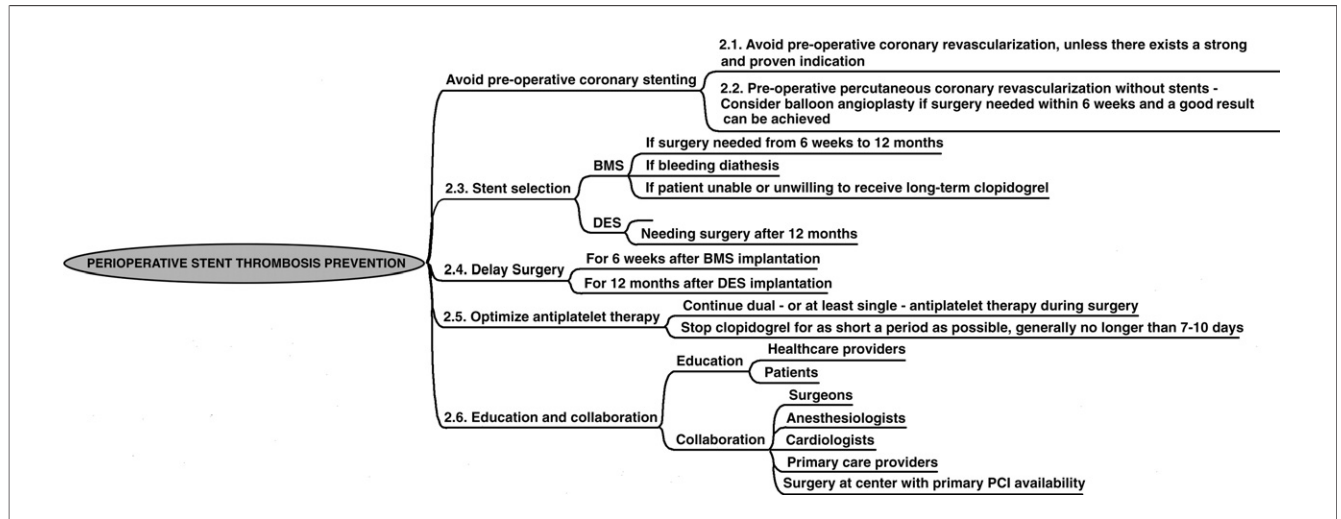 PERIOPERATIVE STENT THROMBOSIS PREVENTION
Avoid pre-operative coronary stenting
2.1. Avoid pre-operative coronary revascularization, unless there exists a strong
and proven indication
2.2. Pre-operative percutaneous coronary revascularization without stents -
Consider balloon angioplasty if surgery needed within 6 weeks and a good result
can be achieved
2.3. Stent selection
BMS
If surgery needed from 6 weeks to 12 months
If bleeding diathesis
If patient unable or unwilling to receive long-term clopidogrel
DES
Needing surgery after 12 months
2.4. Delay Surgery
For 6 weeks after BMS implantation
For 12 months after DES implantation
2.5. Optimize antiplatelet therapy
Continue dual - or at least single - antiplatelet therapy during surgery
Stop clopidogrel for as short a period as possible, generally no longer than 7-10 days
2.6. Education and collaboration
Education
Healthcare providers
Patients
Collaboration
Surgeons
Anesthesiologists
Cardiologists
Primary care providers
Surgery at center with primary PCI availability